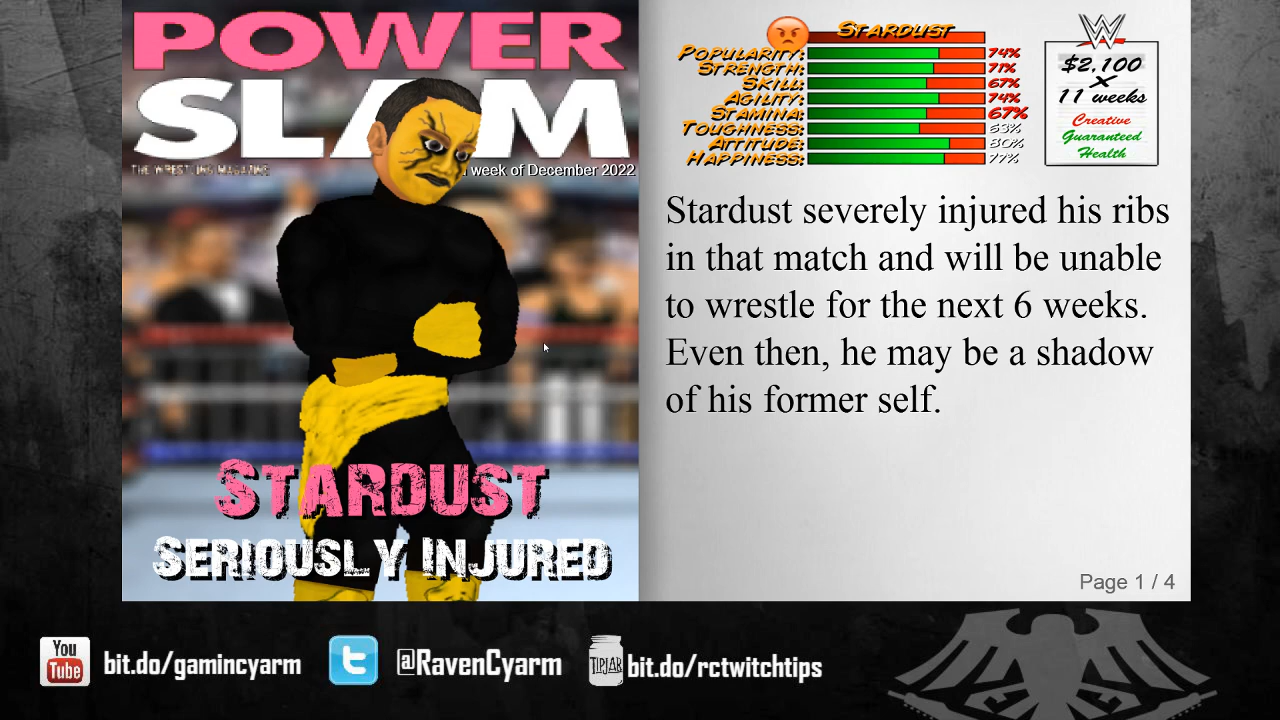 POWER
SLAM
THE WRESTLING MAGAZINE
week of December 2022
STARDUST
SERIOUSLY INJURED
STARDUST
POPULARITY: 74%
STRENGTH: 71%
SKILL: 67%
AGILITY: 74%
STAMINA: 67%
TOUGHNESS: 63%
ATTITUDE: 80%
HAPPINESS: 77%
W
$2,100
X
11 weeks
Creative
Guaranteed
Health
Stardust severely injured his ribs
in that match and will be unable
to wrestle for the next 6 weeks.
Even then, he may be a shadow
of his former self.
Page 1 / 4
You
Tube
bit.do/gamincyarm
@RavenCyarm
TIPJAR
bit.do/rctwitchtips